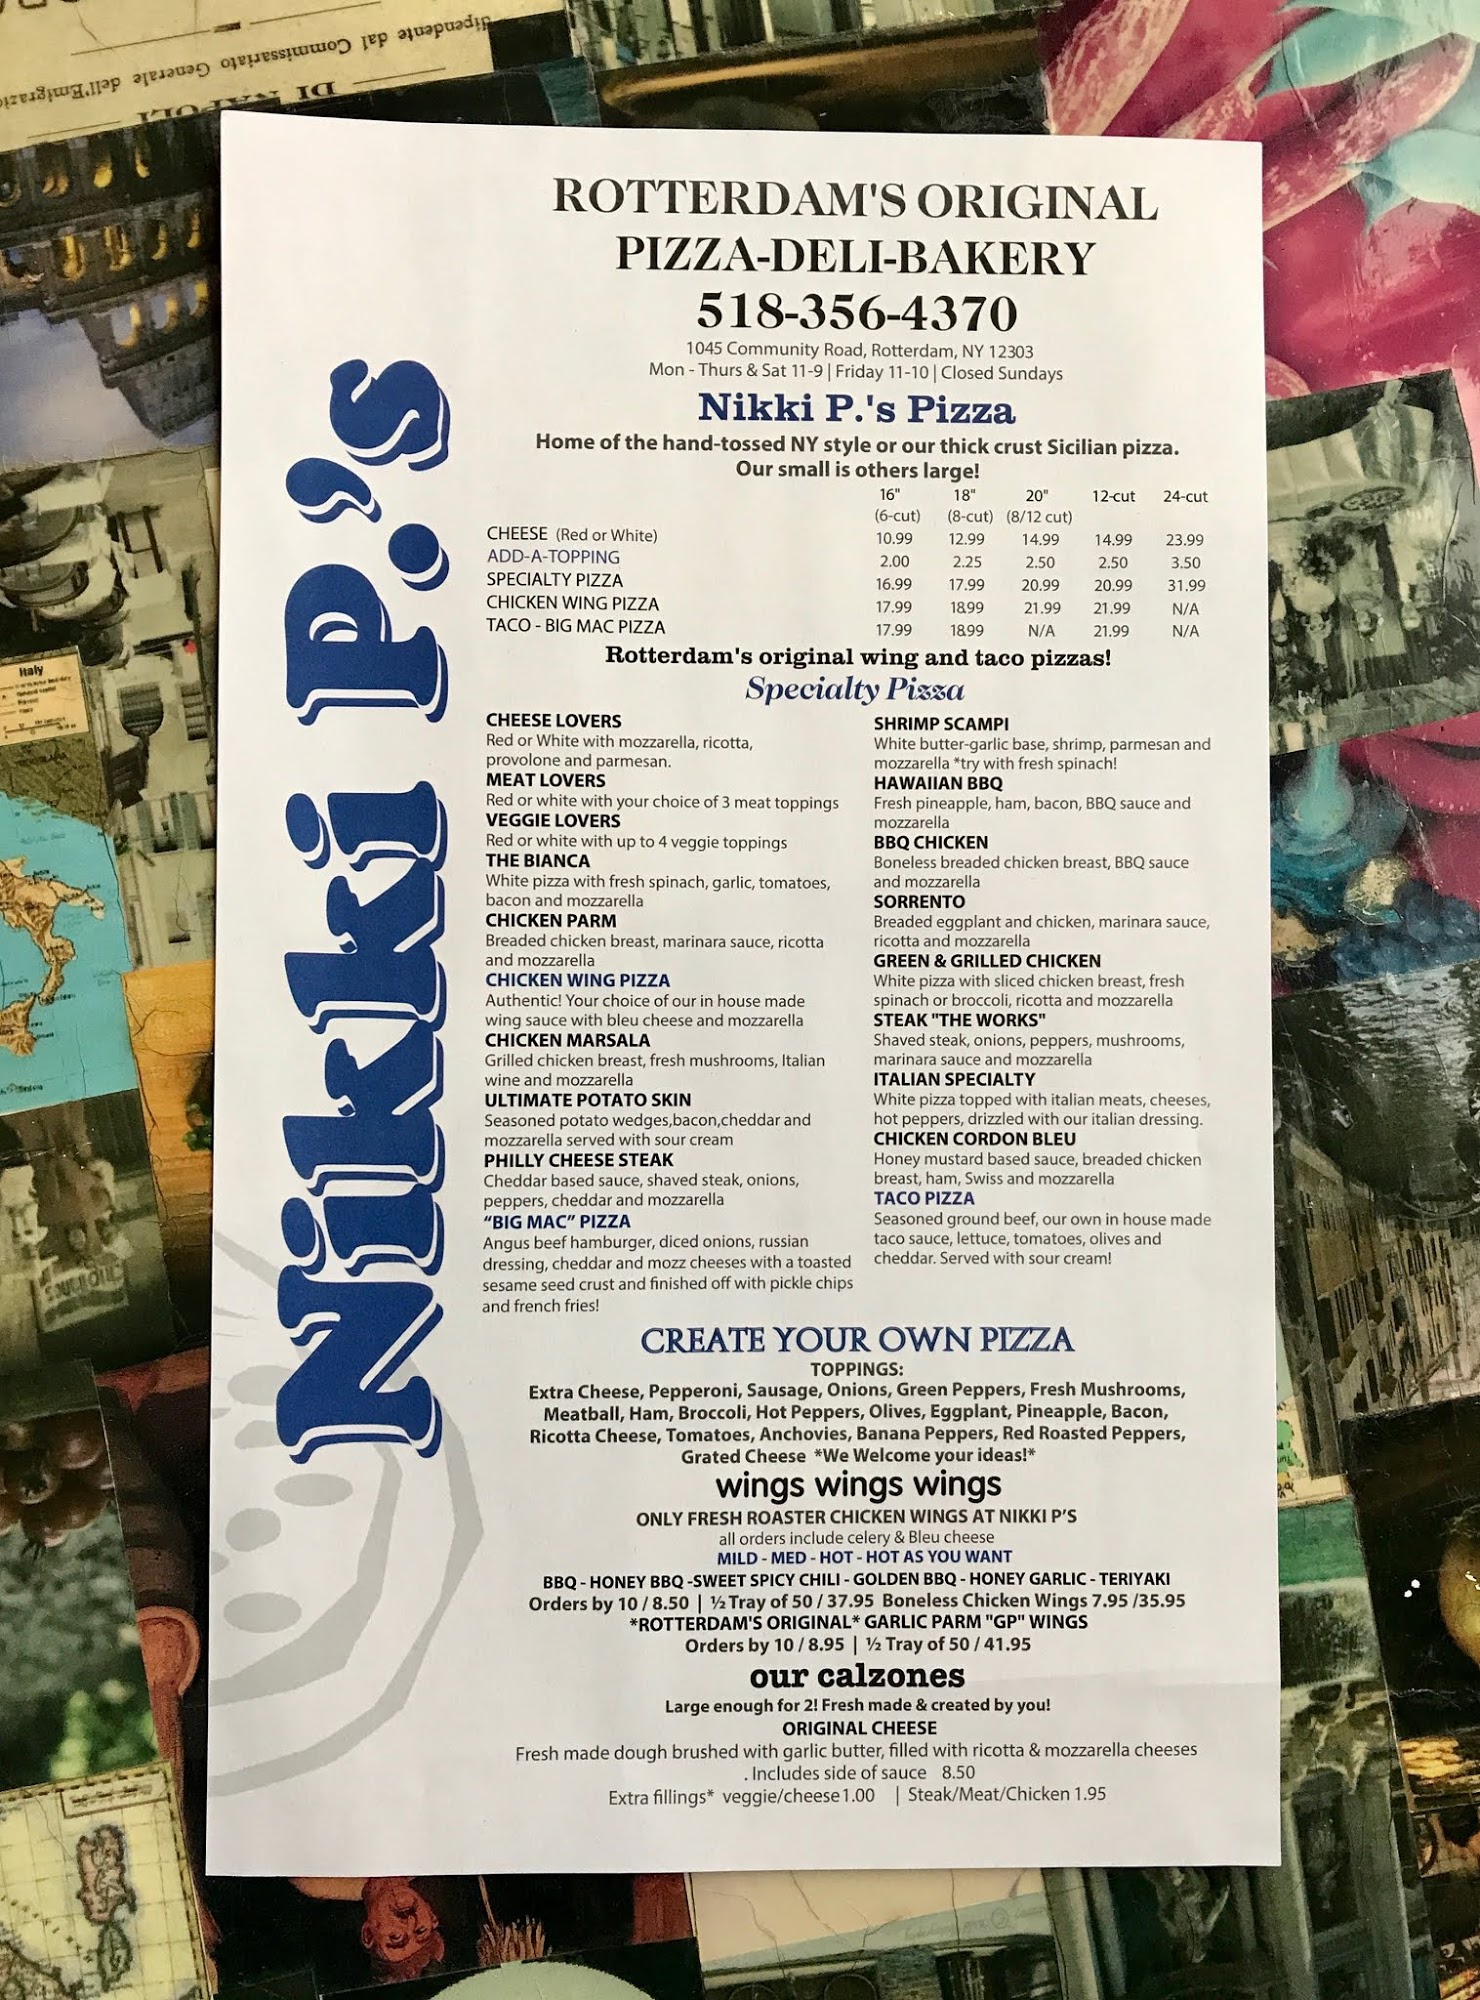 dipendente dal Commissariato Generale dell'Emigrazio
DI NAPOLI
Italy
Nikki P.'s
ROTTERDAM'S ORIGINAL
PIZZA-DELI-BAKERY
518-356-4370
1045 Community Road, Rotterdam, NY 12303
Mon - Thurs & Sat 11-9 | Friday 11-10 | Closed Sundays
Nikki P.'s Pizza
Home of the hand-tossed NY style or our thick crust Sicilian pizza.
Our small is others large!
16" 18" 20" 12-cut 24-cut
(6-cut) (8-cut) (8/12 cut)
CHEESE (Red or White) 10.99 12.99 14.99 14.99 23.99
ADD-A-TOPPING 2.00 2.25 2.50 2.50 3.50
SPECIALTY PIZZA 16.99 17.99 20.99 20.99 31.99
CHICKEN WING PIZZA 17.99 18.99 21.99 21.99 N/A
TACO - BIG MAC PIZZA 17.99 18.99 N/A 21.99 N/A
Rotterdam's original wing and taco pizzas!
Specialty Pizza
CHEESE LOVERS
Red or White with mozzarella, ricotta,
provolone and parmesan.
MEAT LOVERS
Red or white with your choice of 3 meat toppings
VEGGIE LOVERS
Red or white with up to 4 veggie toppings
THE BIANCA
White pizza with fresh spinach, garlic, tomatoes,
bacon and mozzarella
CHICKEN PARM
Breaded chicken breast, marinara sauce, ricotta
and mozzarella
CHICKEN WING PIZZA
Authentic! Your choice of our in house made
wing sauce with bleu cheese and mozzarella
CHICKEN MARSALA
Grilled chicken breast, fresh mushrooms, Italian
wine and mozzarella
ULTIMATE POTATO SKIN
Seasoned potato wedges,bacon,cheddar and
mozzarella served with sour cream
PHILLY CHEESE STEAK
Cheddar based sauce, shaved steak, onions,
peppers, cheddar and mozzarella
“BIG MAC” PIZZA
Angus beef hamburger, diced onions, russian
dressing, cheddar and mozz cheeses with a toasted
sesame seed crust and finished off with pickle chips
and french fries!
SHRIMP SCAMPI
White butter-garlic base, shrimp, parmesan and
mozzarella *try with fresh spinach!
HAWAIIAN BBQ
Fresh pineapple, ham, bacon, BBQ sauce and
mozzarella
BBQ CHICKEN
Boneless breaded chicken breast, BBQ sauce
and mozzarella
SORRENTO
Breaded eggplant and chicken, marinara sauce,
ricotta and mozzarella
GREEN & GRILLED CHICKEN
White pizza with sliced chicken breast, fresh
spinach or broccoli, ricotta and mozzarella
STEAK "THE WORKS"
Shaved steak, onions, peppers, mushrooms,
marinara sauce and mozzarella
ITALIAN SPECIALTY
White pizza topped with italian meats, cheeses,
hot peppers, drizzled with our italian dressing.
CHICKEN CORDON BLEU
Honey mustard based sauce, breaded chicken
breast, ham, Swiss and mozzarella
TACO PIZZA
Seasoned ground beef, our own in house made
taco sauce, lettuce, tomatoes, olives and
cheddar. Served with sour cream!
CREATE YOUR OWN PIZZA
TOPPINGS:
Extra Cheese, Pepperoni, Sausage, Onions, Green Peppers, Fresh Mushrooms,
Meatball, Ham, Broccoli, Hot Peppers, Olives, Eggplant, Pineapple, Bacon,
Ricotta Cheese, Tomatoes, Anchovies, Banana Peppers, Red Roasted Peppers,
Grated Cheese *We Welcome your ideas!*
wings wings wings
ONLY FRESH ROASTER CHICKEN WINGS AT NIKKI P'S
all orders include celery & Bleu cheese
MILD - MED - HOT - HOT AS YOU WANT
BBQ - HONEY BBQ -SWEET SPICY CHILI - GOLDEN BBQ - HONEY GARLIC - TERIYAKI
Orders by 10 / 8.50 | ½ Tray of 50 / 37.95 Boneless Chicken Wings 7.95 /35.95
*ROTTERDAM'S ORIGINAL* GARLIC PARM "GP" WINGS
Orders by 10 / 8.95 | ½ Tray of 50 / 41.95
our calzones
Large enough for 2! Fresh made & created by you!
ORIGINAL CHEESE
Fresh made dough brushed with garlic butter, filled with ricotta & mozzarella cheeses
. Includes side of sauce 8.50
Extra fillings* veggie/cheese 1.00 | Steak/Meat/Chicken 1.95